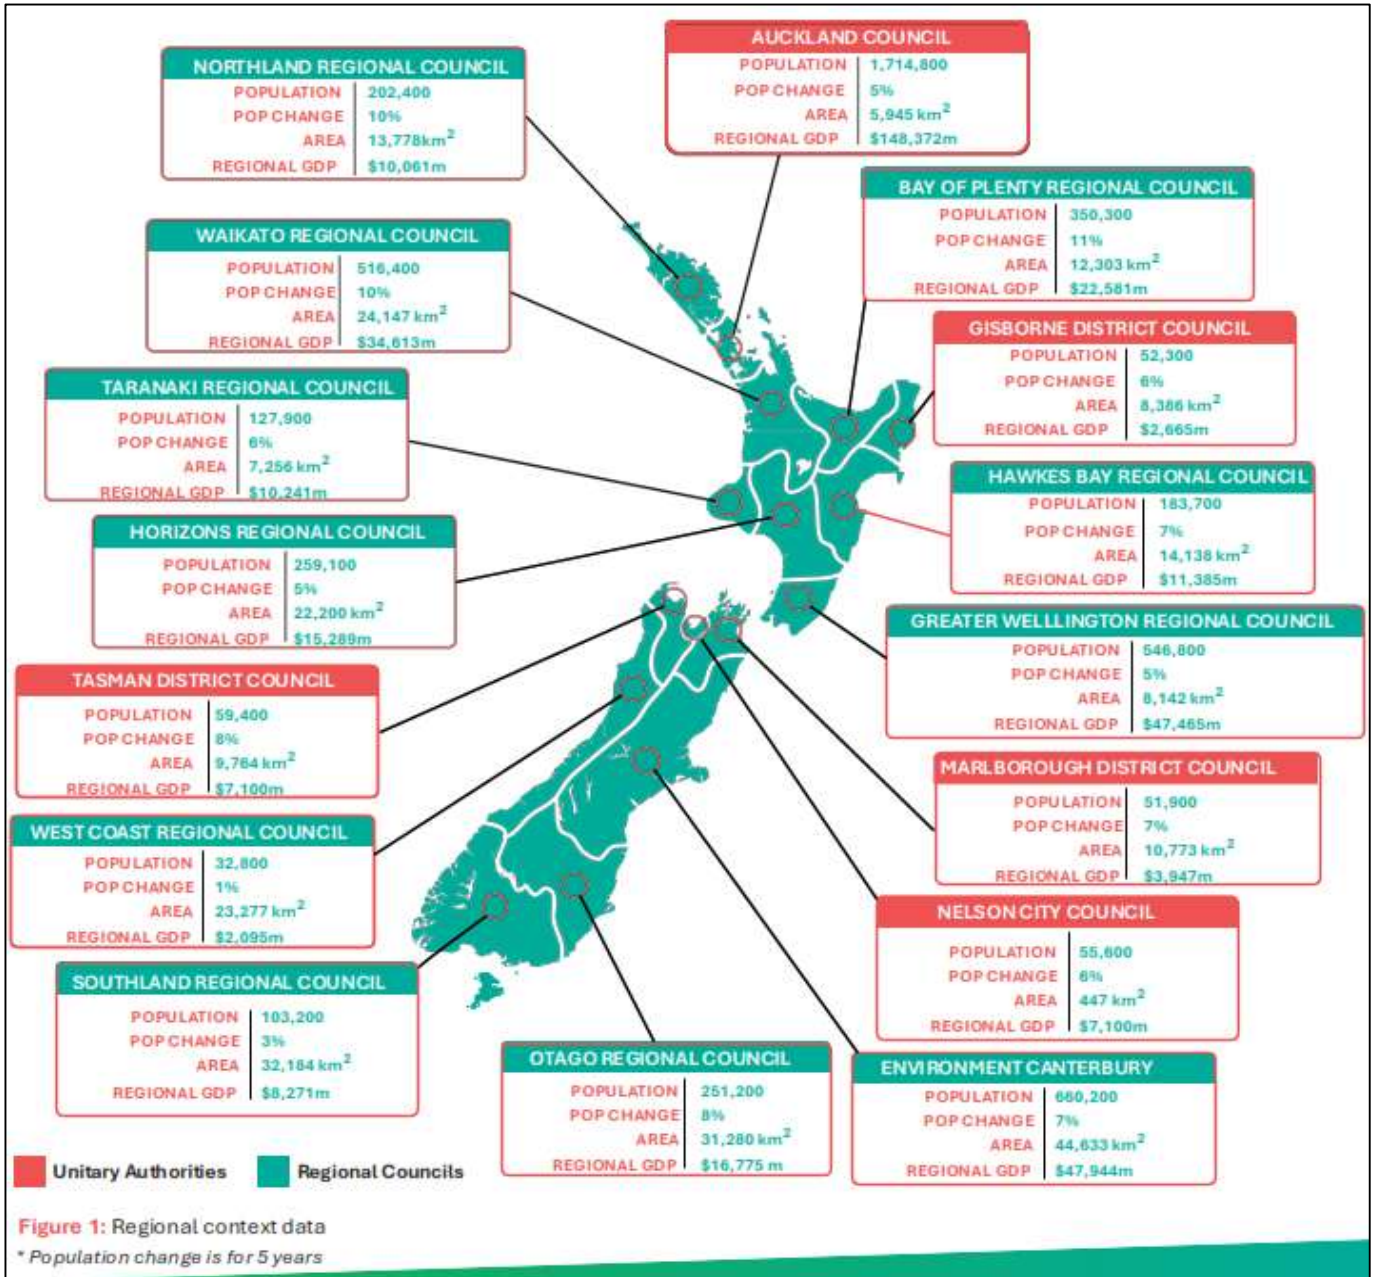 NORTHLAND REGIONAL COUNCIL
POPULATION 202,400
POP CHANGE 10%
AREA 13,778km²
REGIONAL GDP $10,061m
AUCKLAND COUNCIL
POPULATION 1,714,800
POP CHANGE 5%
AREA 5,945 km²
REGIONAL GDP $148,372m
WAIKATO REGIONAL COUNCIL
POPULATION 516,400
POP CHANGE 10%
AREA 24,147 km²
REGIONAL GDP $34,613m
BAY OF PLENTY REGIONAL COUNCIL
POPULATION 350,300
POP CHANGE 11%
AREA 12,303 km²
REGIONAL GDP $22,581m
GISBORNE DISTRICT COUNCIL
POPULATION 52,300
POP CHANGE 6%
AREA 8,386 km²
REGIONAL GDP $2,665m
TARANAKI REGIONAL COUNCIL
POPULATION 127,900
POP CHANGE 6%
AREA 7,256 km²
REGIONAL GDP $10,241m
HAWKES BAY REGIONAL COUNCIL
POPULATION 183,700
POP CHANGE 7%
AREA 14,138 km²
REGIONAL GDP $11,385m
HORIZONS REGIONAL COUNCIL
POPULATION 259,100
POP CHANGE 5%
AREA 22,200 km²
REGIONAL GDP $15,289m
GREATER WELLLINGTON REGIONAL COUNCIL
POPULATION 546,800
POP CHANGE 5%
AREA 8,142 km²
REGIONAL GDP $47,465m
TASMAN DISTRICT COUNCIL
POPULATION 59,400
POP CHANGE 8%
AREA 9,764 km²
REGIONAL GDP $7,100m
MARLBOROUGH DISTRICT COUNCIL
POPULATION 51,900
POP CHANGE 7%
AREA 10,773 km²
REGIONAL GDP $3,947m
WEST COAST REGIONAL COUNCIL
POPULATION 32,800
POP CHANGE 1%
AREA 23,277 km²
REGIONAL GDP $2,095m
NELSON CITY COUNCIL
POPULATION 55,600
POP CHANGE 6%
AREA 447 km²
REGIONAL GDP $7,100m
SOUTHLAND REGIONAL COUNCIL
POPULATION 103,200
POP CHANGE 3%
AREA 32,184 km²
REGIONAL GDP $8,271m
OTAGO REGIONAL COUNCIL
POPULATION 251,200
POP CHANGE 8%
AREA 31,280 km²
REGIONAL GDP $16,775 m
ENVIRONMENT CANTERBURY
POPULATION 660,200
POP CHANGE 7%
AREA 44,633 km²
REGIONAL GDP $47,944m
Unitary Authorities
Regional Councils
Figure 1: Regional context data
* Population change is for 5 years